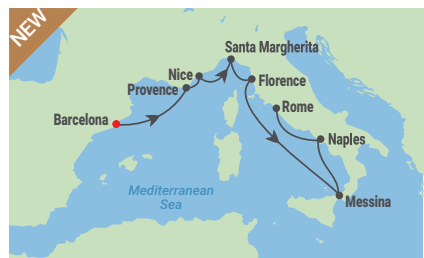 NEW
Santa Margherita
Nice
Florence
Provence
Rome
Barcelona
Naples
Mediterranean
Sea
Messina